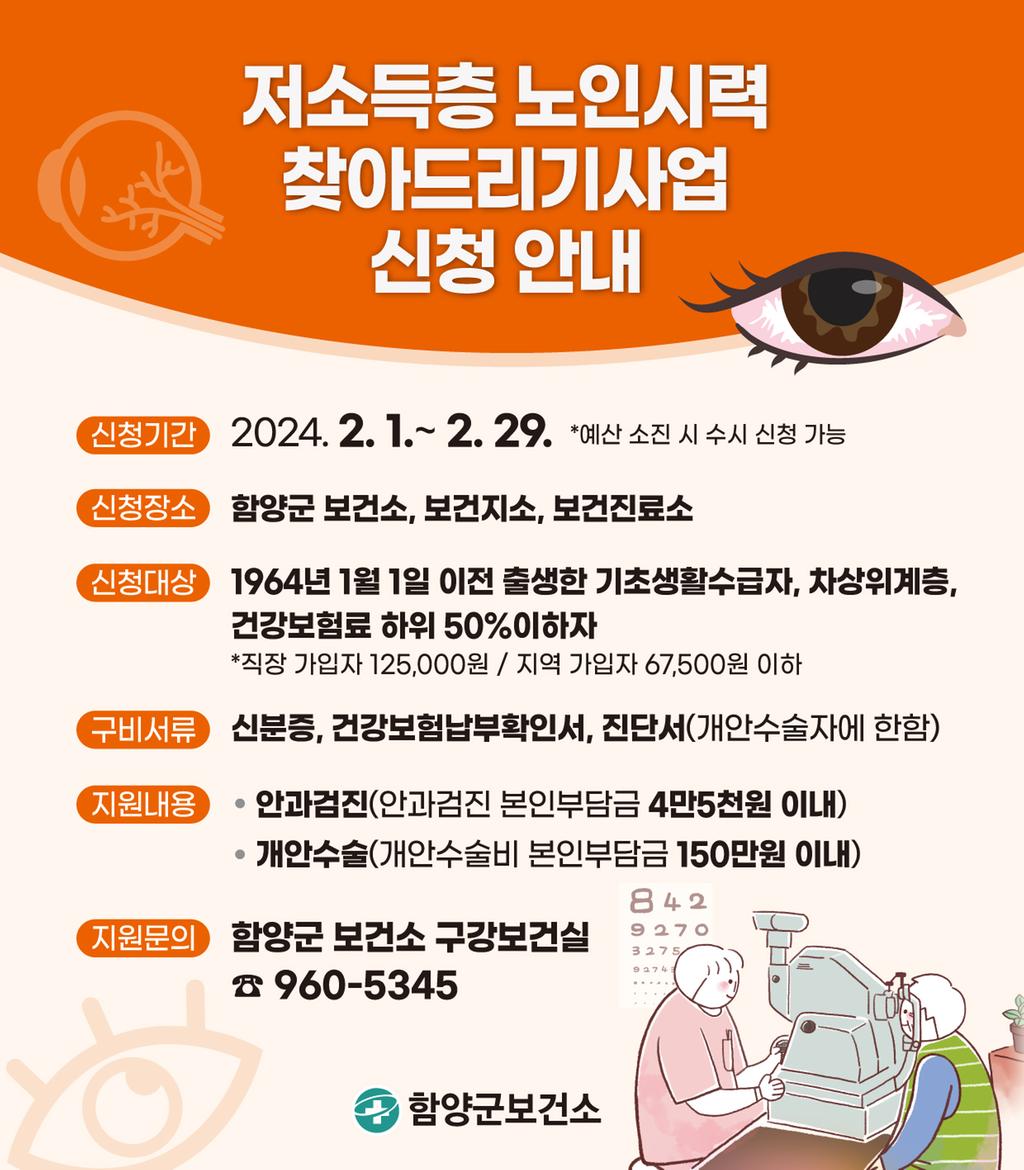 저소득층 노인시력
찾아드리기사업
신청 안내
신청기간 2024. 2. 1.~ 2. 29. *예산 소진 시 수시 신청 가능
신청장소 함양군 보건소, 보건지소, 보건진료소
신청대상 1964년 1월 1일 이전 출생한 기초생활수급자, 차상위계층,
건강보험료 하위 50%이하자
*직장 가입자 125,000원 / 지역 가입자 67,500원 이하
구비서류 신분증, 건강보험납부확인서, 진단서(개안수술자에 한함)
지원내용 • 안과검진(안과검진 본인부담금 4만5천원 이내)
• 개안수술(개안수술비 본인부담금 150만원 이내)
지원문의 함양군 보건소 구강보건실
☎ 960-5345
8 4 2
9 2 7 0
3 2 7 5
9 2 7 4
함양군보건소